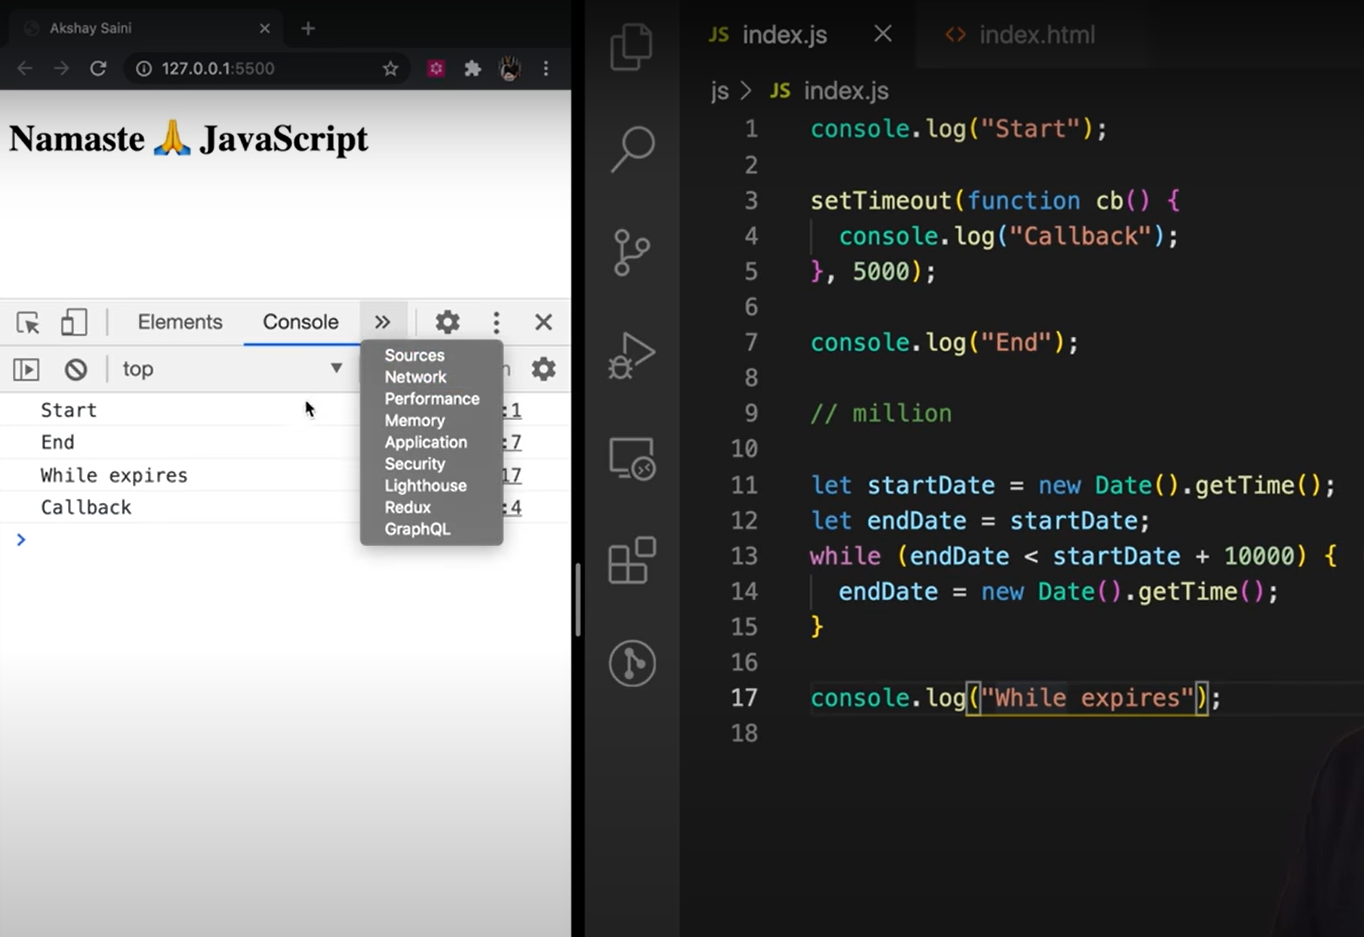 Akshay Saini
127.0.0.1:5500
Namaste 🙏 JavaScript
Elements Console »
top
Sources
Network
Performance
Memory
Application
Security
Lighthouse
Redux
GraphQL
Start :1
End :7
While expires 17
Callback :4
JS index.js <> index.html
js > JS index.js
1 console.log("Start");
2
3 setTimeout(function cb() {
4 console.log("Callback");
5 }, 5000);
6
7 console.log("End");
8
9 // million
10
11 let startDate = new Date().getTime();
12 let endDate = startDate;
13 while (endDate < startDate + 10000) {
14 endDate = new Date().getTime();
15 }
16
17 console.log("While expires");
18